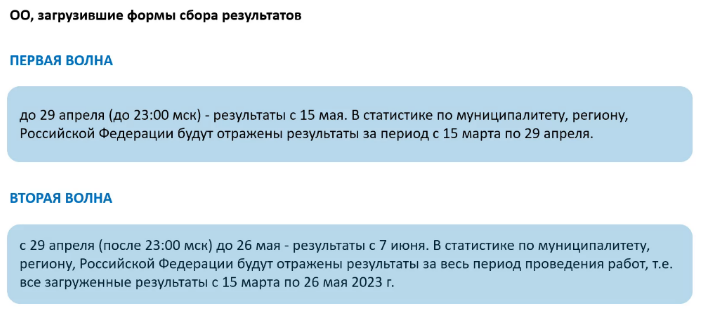 ОО, загрузившие формы сбора результатов
ПЕРВАЯ ВОЛНА
до 29 апреля (до 23:00 мск) - результаты с 15 мая. В статистике по муниципалитету, региону,
Российской Федерации будут отражены результаты за период с 15 марта по 29 апреля.
ВТОРАЯ ВОЛНА
с 29 апреля (после 23:00 мск) до 26 мая - результаты с 7 июня. В статистике по муниципалитету,
региону, Российской Федерации будут отражены результаты за весь период проведения работ, т.е.
все загруженные результаты с 15 марта по 26 мая 2023 г.